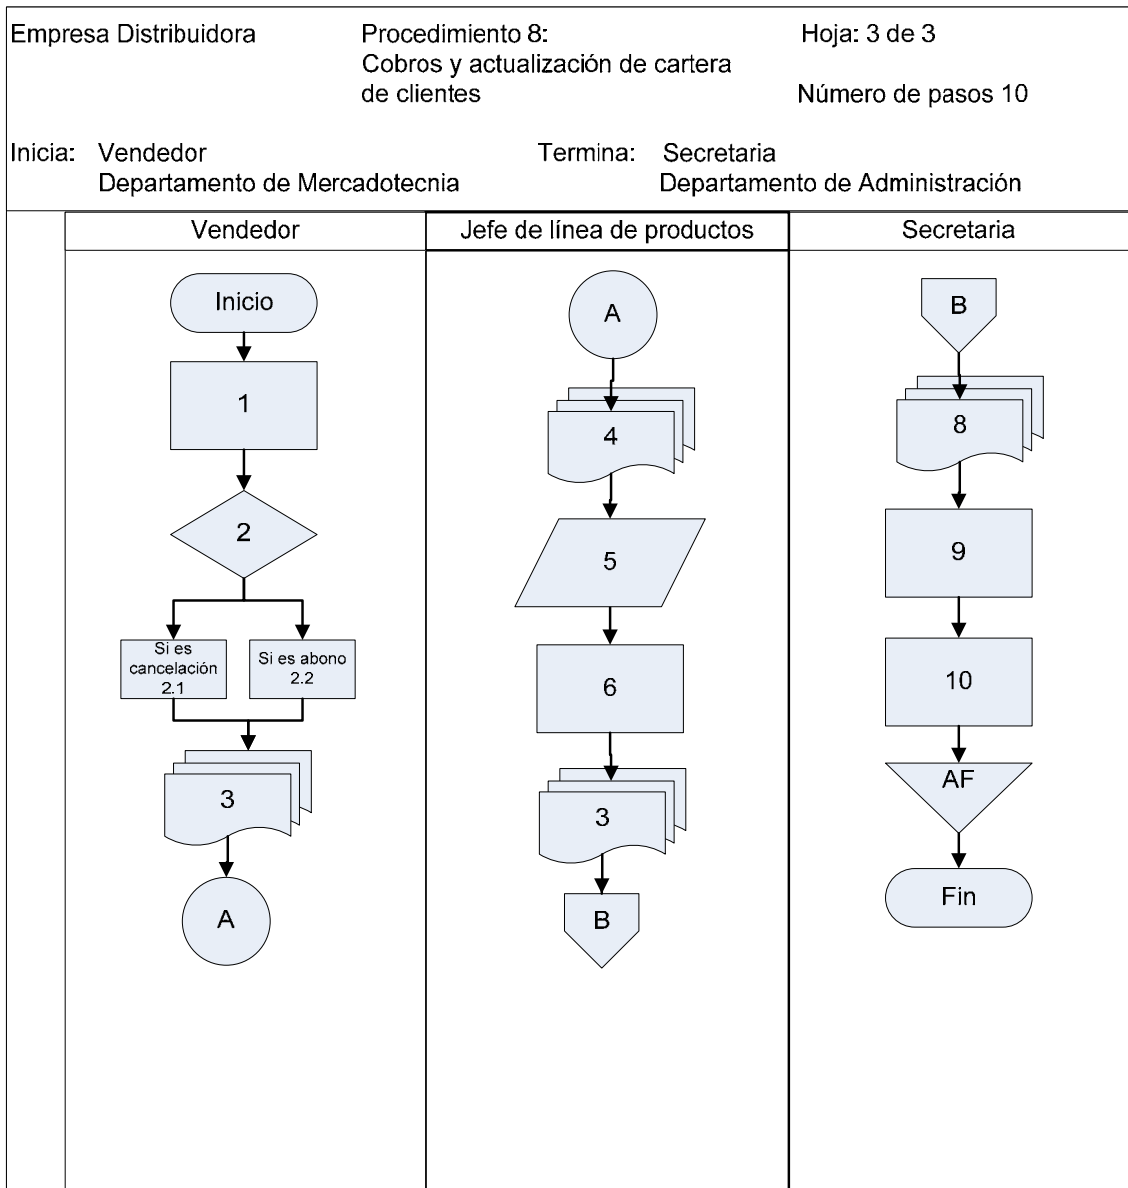 Empresa Distribuidora
Procedimiento 8:
Cobros y actualización de cartera
de clientes
Hoja: 3 de 3
Número de pasos 10
Inicia: Vendedor
Departamento de Mercadotecnia
Termina: Secretaria
Departamento de Administración
Vendedor
Inicio
1
2
Si es
cancelación
2.1
Si es abono
2.2
3
A
Jefe de línea de productos
A
4
5
6
3
B
Secretaria
B
8
9
10
AF
Fin